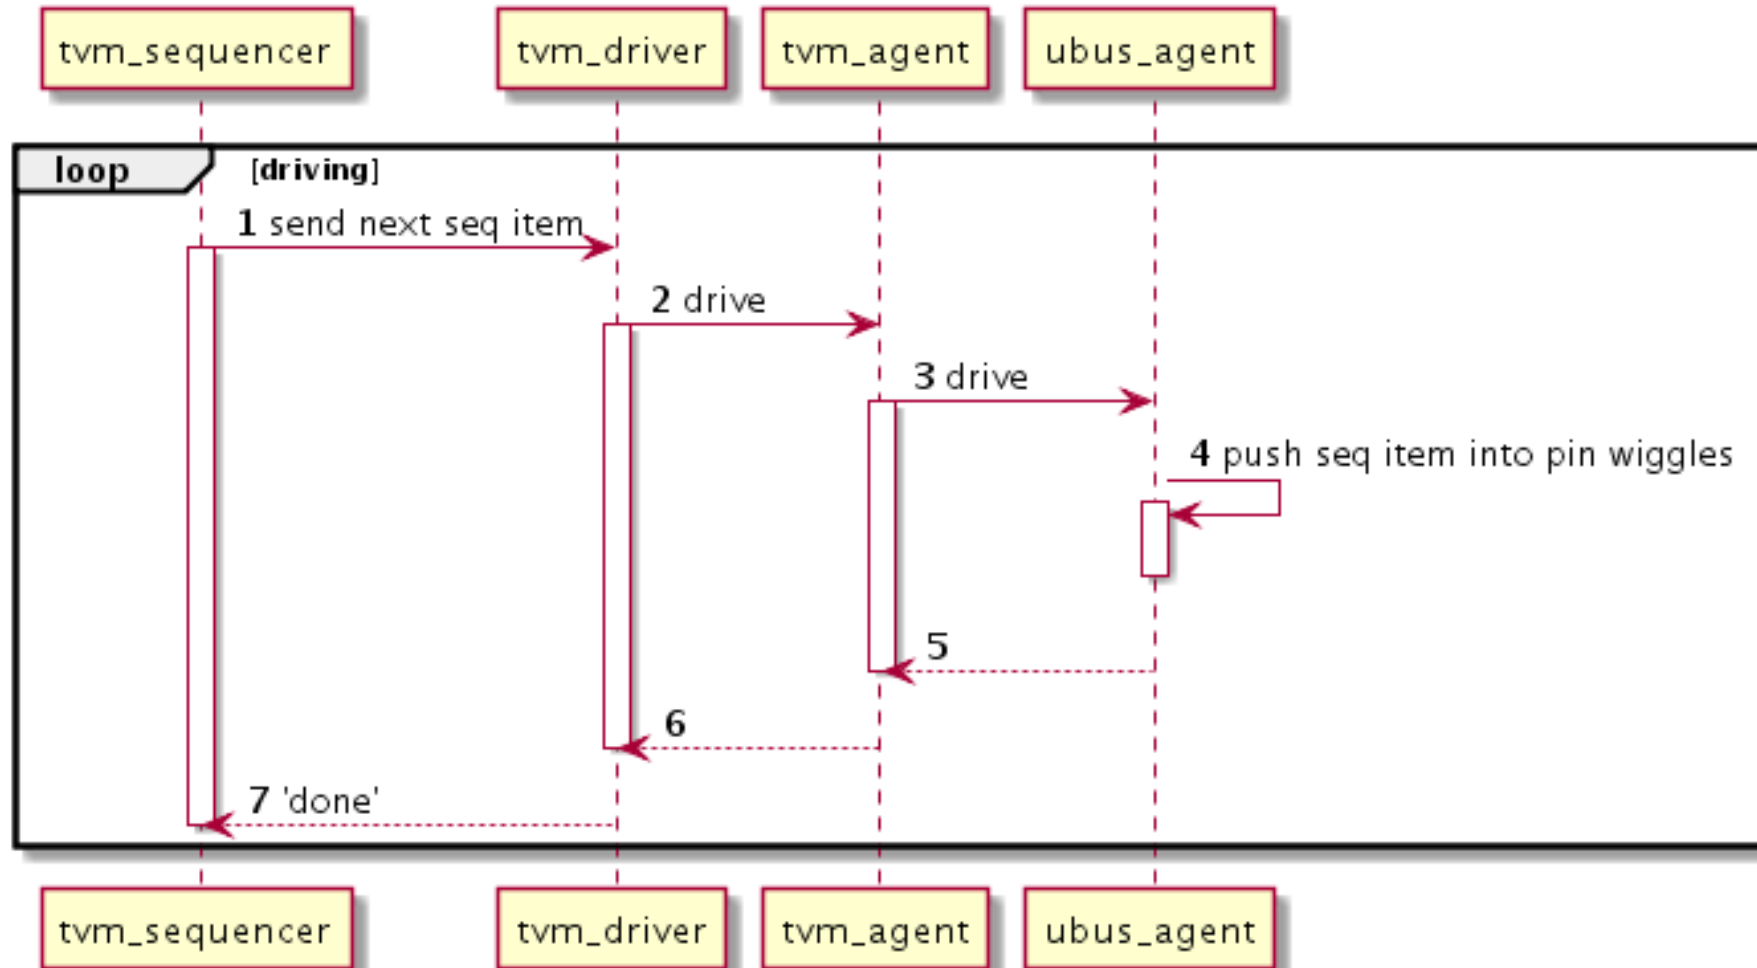 tvm_sequencer tvm_driver tvm_agent ubus_agent
loop [driving]
1 send next seq item
2 drive
3 drive
4 push seq item into pin wiggles
5
6
7 'done'
tvm_sequencer tvm_driver tvm_agent ubus_agent